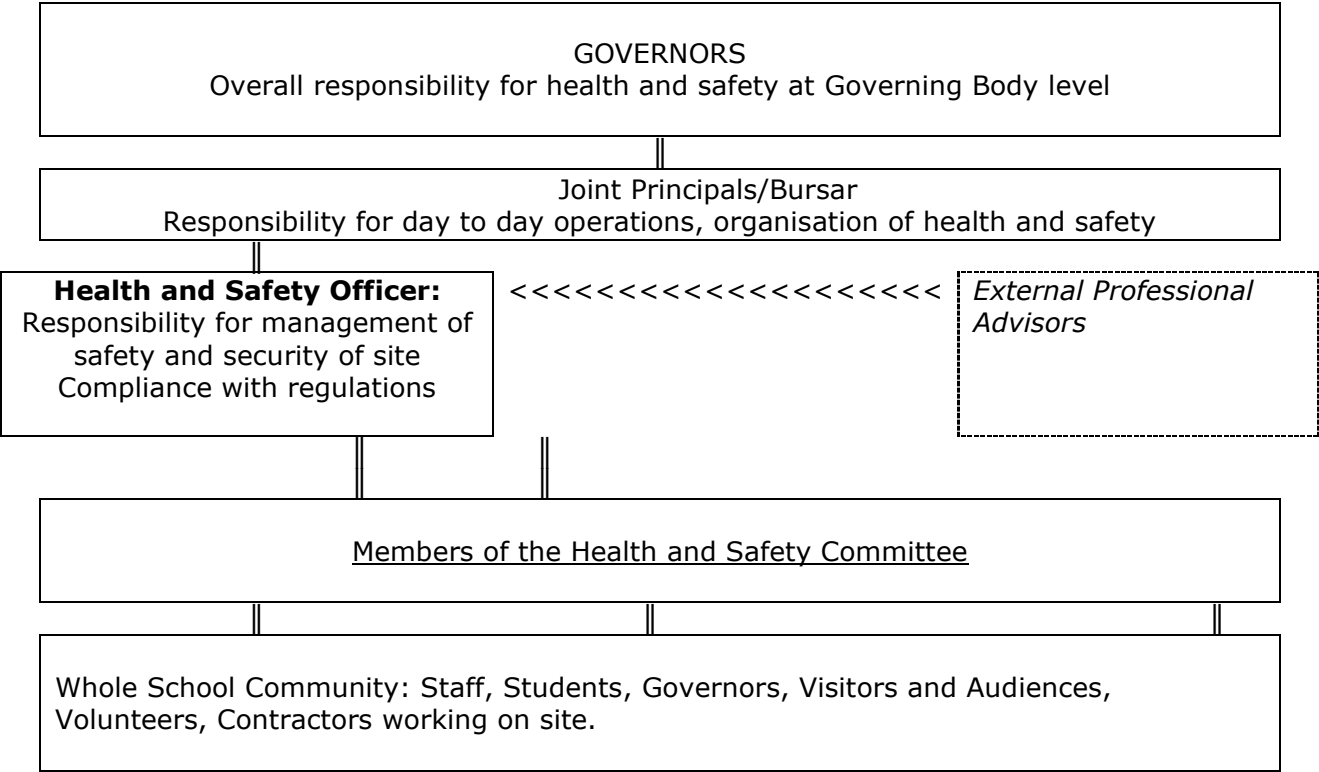 GOVERNORS
Overall responsibility for health and safety at Governing Body level
Joint Principals/Bursar
Responsibility for day to day operations, organisation of health and safety
Health and Safety Officer:
Responsibility for management of
safety and security of site
Compliance with regulations
<<<<<<<<<<<<<<<<<<<<
External Professional
Advisors
Members of the Health and Safety Committee
Whole School Community: Staff, Students, Governors, Visitors and Audiences,
Volunteers, Contractors working on site.